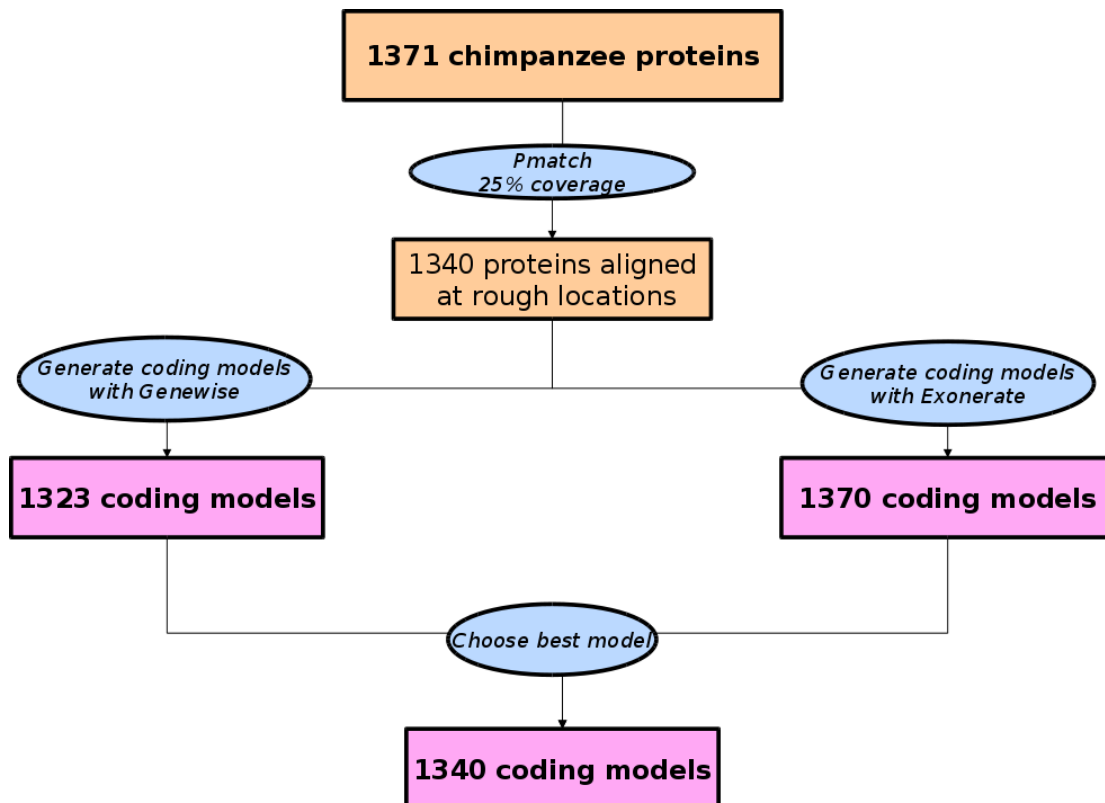 1371 chimpanzee proteins
Pmatch
25% coverage
1340 proteins aligned
at rough locations
Generate coding models
with Genewise
Generate coding models
with Exonerate
1323 coding models
1370 coding models
Choose best model
1340 coding models